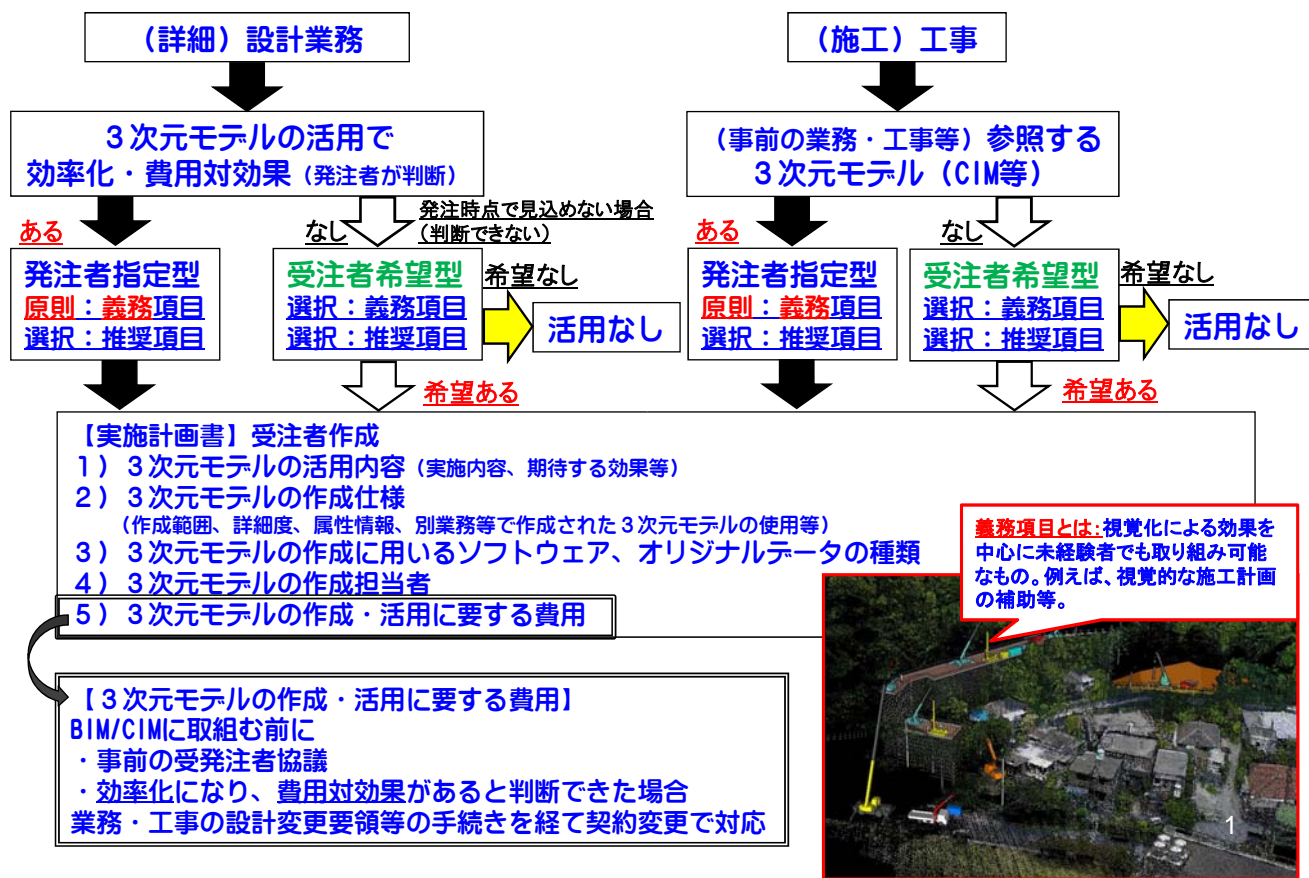 （詳細）設計業務
３次元モデルの活用で
効率化・費用対効果（発注者が判断）
ある
なし
発注時点で見込めない場合
（判断できない）
発注者指定型
原則：義務項目
選択：推奨項目
受注者希望型
選択：義務項目
選択：推奨項目
希望なし
活用なし
希望ある
（施工）工事
（事前の業務・工事等）参照する
３次元モデル（CIM等）
ある
なし
発注者指定型
原則：義務項目
選択：推奨項目
受注者希望型
選択：義務項目
選択：推奨項目
希望なし
活用なし
希望ある
【実施計画書】受注者作成
１）３次元モデルの活用内容（実施内容、期待する効果等）
２）３次元モデルの作成仕様
（作成範囲、詳細度、属性情報、別業務等で作成された３次元モデルの使用等）
３）３次元モデルの作成に用いるソフトウェア、オリジナルデータの種類
４）３次元モデルの作成担当者
５）３次元モデルの作成・活用に要する費用
義務項目とは：視覚化による効果を
中心に未経験者でも取り組み可能
なもの。例えば、視覚的な施工計画
の補助等。
【３次元モデルの作成・活用に要する費用】
BIM/CIMに取組む前に
・事前の受発注者協議
・効率化になり、費用対効果があると判断できた場合
業務・工事の設計変更要領等の手続きを経て契約変更で対応
1